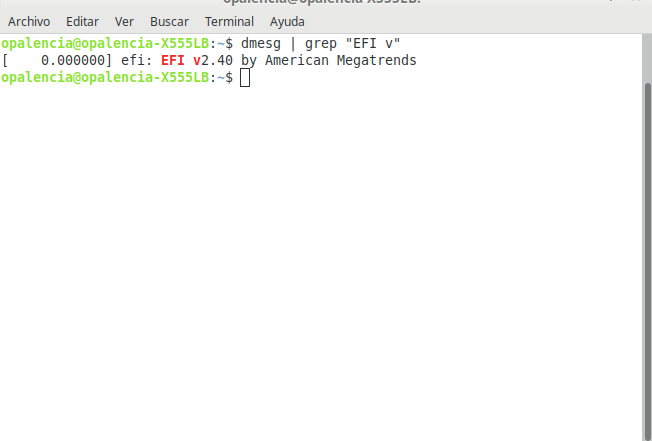 opalencia@opalencia-X555LB:
Archivo Editar Ver Buscar Terminal Ayuda
opalencia@opalencia-X555LB:~$ dmesg | grep "EFI v"
[    0.000000] efi: EFI v2.40 by American Megatrends
opalencia@opalencia-X555LB:~$